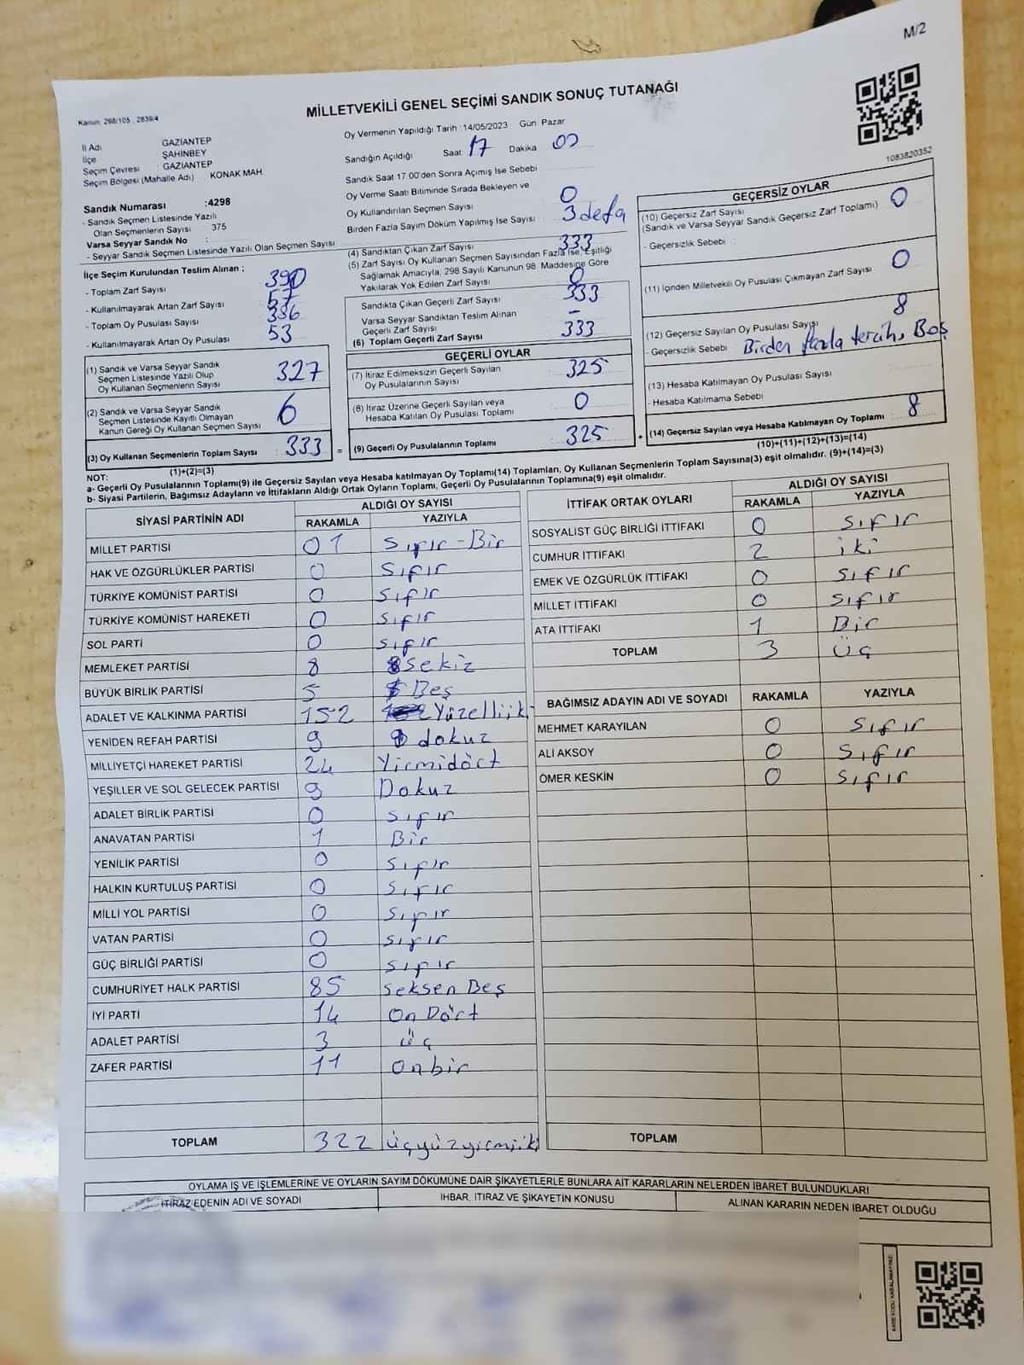 M/2
Kanun: 298/105 , 2839/4
MİLLETVEKİLİ GENEL SEÇİMİ SANDIK SONUÇ TUTANAĞI
İl Adı : GAZİANTEP
İlçe : ŞAHİNBEY
Seçim Çevresi : GAZİANTEP
Seçim Bölgesi (Mahalle Adı) : KONAK MAH.
Sandık Numarası :4298
- Sandık Seçmen Listesinde Yazılı
Olan Seçmenlerin Sayısı : 375
Varsa Seyyar Sandık No :
- Seyyar Sandık Seçmen Listesinde Yazılı Olan Seçmen Sayısı :
Oy Vermenin Yapıldığı Tarih :14/05/2023 Gün: Pazar
Sandığın Açıldığı Saat 17 Dakika 00
Sandık Saat 17.00'den Sonra Açılmış İse Sebebi
Oy Verme Saati Bitiminde Sırada Bekleyen ve
Oy Kullandırılan Seçmen Sayısı 0
Birden Fazla Sayım Döküm Yapılmış İse Sayısı 3 defa
1083820352
İlçe Seçim Kurulundan Teslim Alınan ;
- Toplam Zarf Sayısı 390
- Kullanılmayarak Artan Zarf Sayısı 57
- Toplam Oy Pusulası Sayısı 386
- Kullanılmayarak Artan Oy Pusulası 53
(1) Sandık ve Varsa Seyyar Sandık
Seçmen Listesinde Yazılı Olup
Oy Kullanan Seçmenlerin Sayısı 327
(2) Sandık ve Varsa Seyyar Sandık
Seçmen Listesinde Kayıtlı Olmayan
Kanun Gereği Oy Kullanan Seçmen Sayısı 6
(3) Oy Kullanan Seçmenlerin Toplam Sayısı 333
(1)+(2)=(3)
(4) Sandıktan Çıkan Zarf Sayısı 333
(5) Zarf Sayısı Oy Kullanan Seçmen Sayısından Fazla İse, Eşitliği
Sağlamak Amacıyla, 298 Sayılı Kanunun 98. Maddesine Göre
Yakılarak Yok Edilen Zarf Sayısı 0
Sandıkta Çıkan Geçerli Zarf Sayısı 333
Varsa Seyyar Sandıktan Teslim Alınan
Geçerli Zarf Sayısı -
(6) Toplam Geçerli Zarf Sayısı 333
GEÇERLİ OYLAR
(7) İtiraz Edilmeksizin Geçerli Sayılan
Oy Pusulalarının Sayısı 325
(8) İtiraz Üzerine Geçerli Sayılan veya
Hesaba Katılan Oy Pusulası Toplamı 0
= (9) Geçerli Oy Pusulalarının Toplamı 325
GEÇERSİZ OYLAR
(10) Geçersiz Zarf Sayısı 0
(Sandık ve Varsa Seyyar Sandık Geçersiz Zarf Toplamı)
- Geçersizlik Sebebi :
(11) İçinden Milletvekili Oy Pusulası Çıkmayan Zarf Sayısı 0
(12) Geçersiz Sayılan Oy Pusulası Sayısı 8
- Geçersizlik Sebebi Birden fazla tercih, Boş
(13) Hesaba Katılmayan Oy Pusulası Sayısı
- Hesaba Katılmama Sebebi
+ (14) Geçersiz Sayılan veya Hesaba Katılmayan Oy Toplamı 8
(10)+(11)+(12)+(13)=(14)
NOT:
a- Geçerli Oy Pusulalarının Toplamı(9) ile Geçersiz Sayılan veya Hesaba katılmayan Oy Toplamı(14) Toplamları, Oy Kullanan Seçmenlerin Toplam Sayısına(3) eşit olmalıdır. (9)+(14)=(3)
b- Siyasi Partilerin, Bağımsız Adayların ve İttifakların Aldığı Ortak Oyların Toplamı, Geçerli Oy Pusulalarının Toplamına(9) eşit olmalıdır.
SİYASİ PARTİNİN ADI ALDIĞI OY SAYISI
RAKAMLA YAZIYLA
MİLLET PARTİSİ 01 Sıfır-Bir
HAK VE ÖZGÜRLÜKLER PARTİSİ 0 Sıfır
TÜRKİYE KOMÜNİST PARTİSİ 0 Sıfır
TÜRKİYE KOMÜNİST HAREKETİ 0 Sıfır
SOL PARTİ 0 Sıfır
MEMLEKET PARTİSİ 8 Sekiz
BÜYÜK BİRLİK PARTİSİ 5 Beş
ADALET VE KALKINMA PARTİSİ 152 Yüzelliiki
YENİDEN REFAH PARTİSİ 9 dokuz
MİLLİYETÇİ HAREKET PARTİSİ 24 Yirmidört
YEŞİLLER VE SOL GELECEK PARTİSİ 9 Dokuz
ADALET BİRLİK PARTİSİ 0 Sıfır
ANAVATAN PARTİSİ 1 Bir
YENİLİK PARTİSİ 0 Sıfır
HALKIN KURTULUŞ PARTİSİ 0 Sıfır
MİLLİ YOL PARTİSİ 0 Sıfır
VATAN PARTİSİ 0 Sıfır
GÜÇ BİRLİĞİ PARTİSİ 0 Sıfır
CUMHURİYET HALK PARTİSİ 85 Seksen Beş
İYİ PARTİ 14 On Dört
ADALET PARTİSİ 3 üç
ZAFER PARTİSİ 11 Onbir
TOPLAM 322 üçyüzyirmiiki
İTTİFAK ORTAK OYLARI ALDIĞI OY SAYISI
RAKAMLA YAZIYLA
SOSYALİST GÜÇ BİRLİĞİ İTTİFAKI 0 Sıfır
CUMHUR İTTİFAKI 2 iki
EMEK VE ÖZGÜRLÜK İTTİFAKI 0 Sıfır
MİLLET İTTİFAKI 0 Sıfır
ATA İTTİFAKI 1 Bir
TOPLAM 3 üç
BAĞIMSIZ ADAYIN ADI VE SOYADI RAKAMLA YAZIYLA
MEHMET KARAYILAN 0 Sıfır
ALİ AKSOY 0 Sıfır
ÖMER KESKİN 0 Sıfır
TOPLAM
OYLAMA İŞ VE İŞLEMLERİNE VE OYLARIN SAYIM DÖKÜMÜNE DAİR ŞİKAYETLERLE BUNLARA AİT KARARLARIN NELERDEN İBARET BULUNDUKLARI
İTİRAZ EDENİN ADI VE SOYADI İHBAR, İTİRAZ VE ŞİKAYETİN KONUSU ALINAN KARARIN NEDEN İBARET OLDUĞU